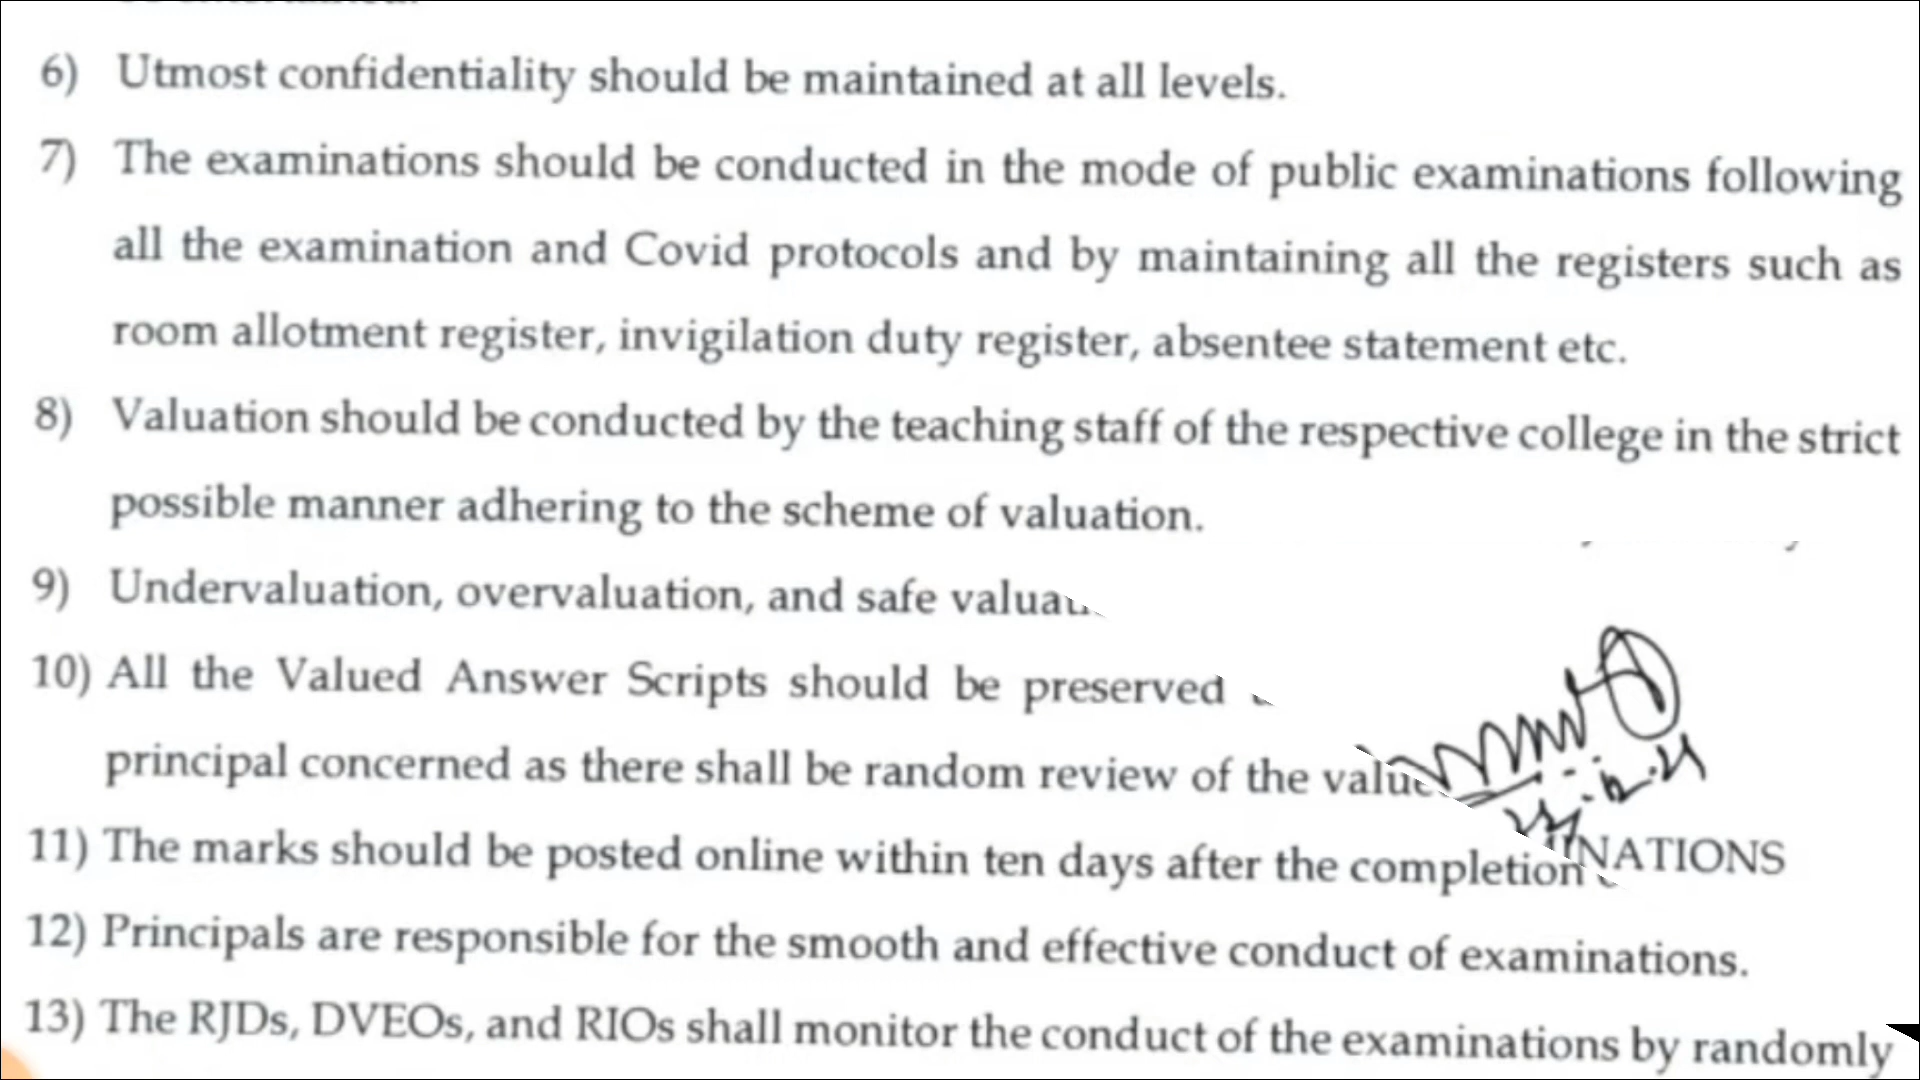 6) Utmost confidentiality should be maintained at all levels.
7) The examinations should be conducted in the mode of public examinations following
all the examination and Covid protocols and by maintaining all the registers such as
room allotment register, invigilation duty register, absentee statement etc.
8) Valuation should be conducted by the teaching staff of the respective college in the strict
possible manner adhering to the scheme of valuation.
9) Undervaluation, overvaluation, and safe
10) All the Valued Answer Scripts should be preserved
principal concerned as there shall be random review of the
11) The marks should be posted online within ten days after the completion
NATIONS
12) Principals are responsible for the smooth and effective conduct of examinations.
13) The RJDs, DVEOs, and RIOs shall monitor the conduct of the examinations by randomly